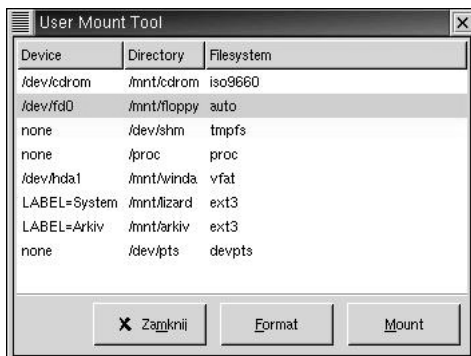 User Mount Tool
Device Directory Filesystem
/dev/cdrom /mnt/cdrom iso9660
/dev/fd0 /mnt/floppy auto
none /dev/shm tmpfs
none /proc proc
/dev/hda1 /mnt/winda vfat
LABEL=System /mnt/lizard ext3
LABEL=Arkiv /mnt/arkiv ext3
none /dev/pts devpts
Zamknij Format Mount